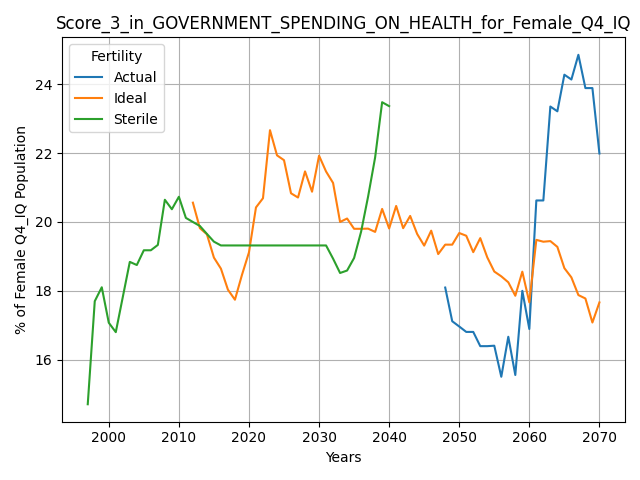 Score_3_in_GOVERNMENT_SPENDING_ON_HEALTH_for_Female_Q4_IQ
Fertility
Actual
Ideal
Sterile
% of Female Q4_IQ Population
24
22
20
18
16
2000 2010 2020 2030 2040 2050 2060 2070
Years